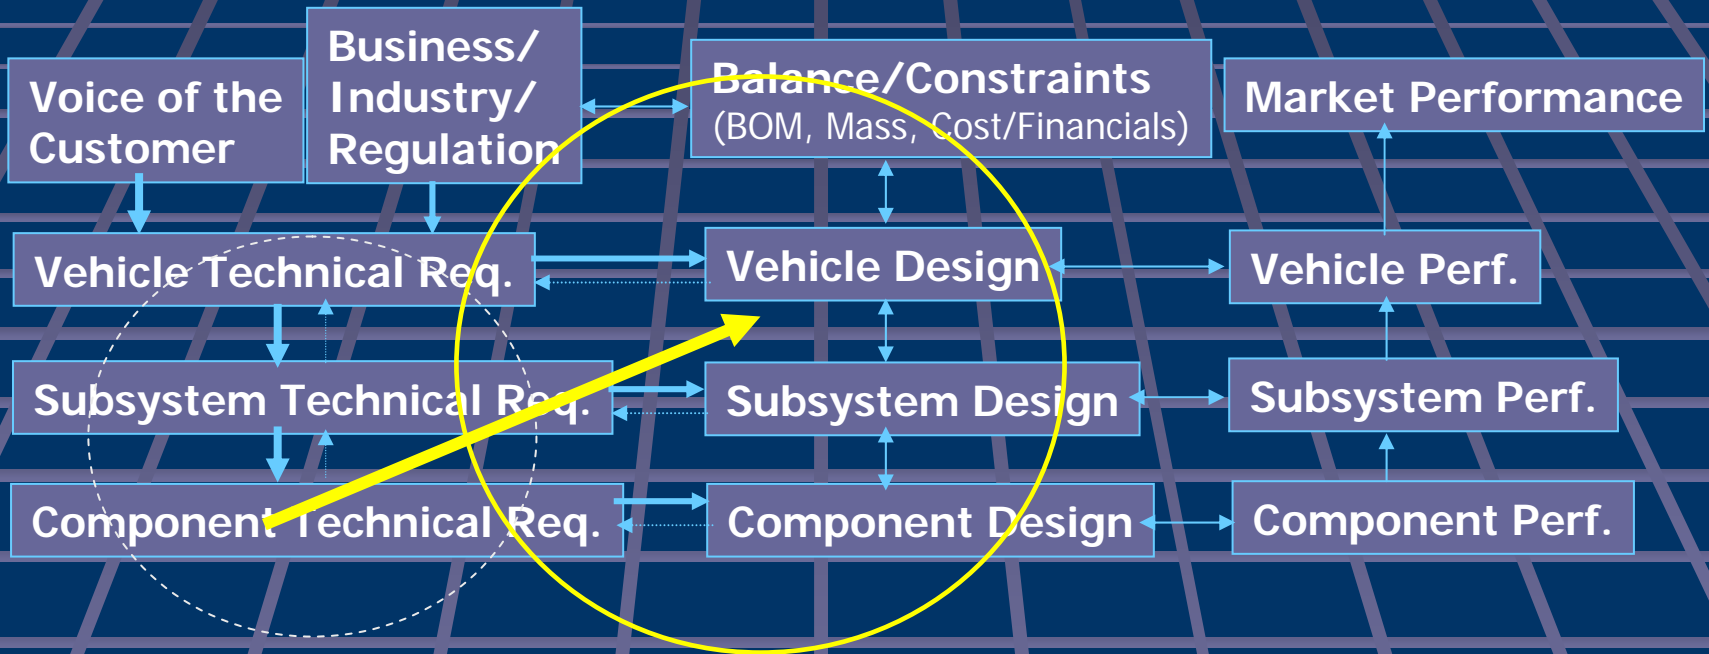 Voice of the
Customer
Business/
Industry/
Regulation
Balance/Constraints
(BOM, Mass, Cost/Financials)
Market Performance
Vehicle Technical Req.
Vehicle Design
Vehicle Perf.
Subsystem Technical Req.
Subsystem Design
Subsystem Perf.
Component Technical Req.
Component Design
Component Perf.